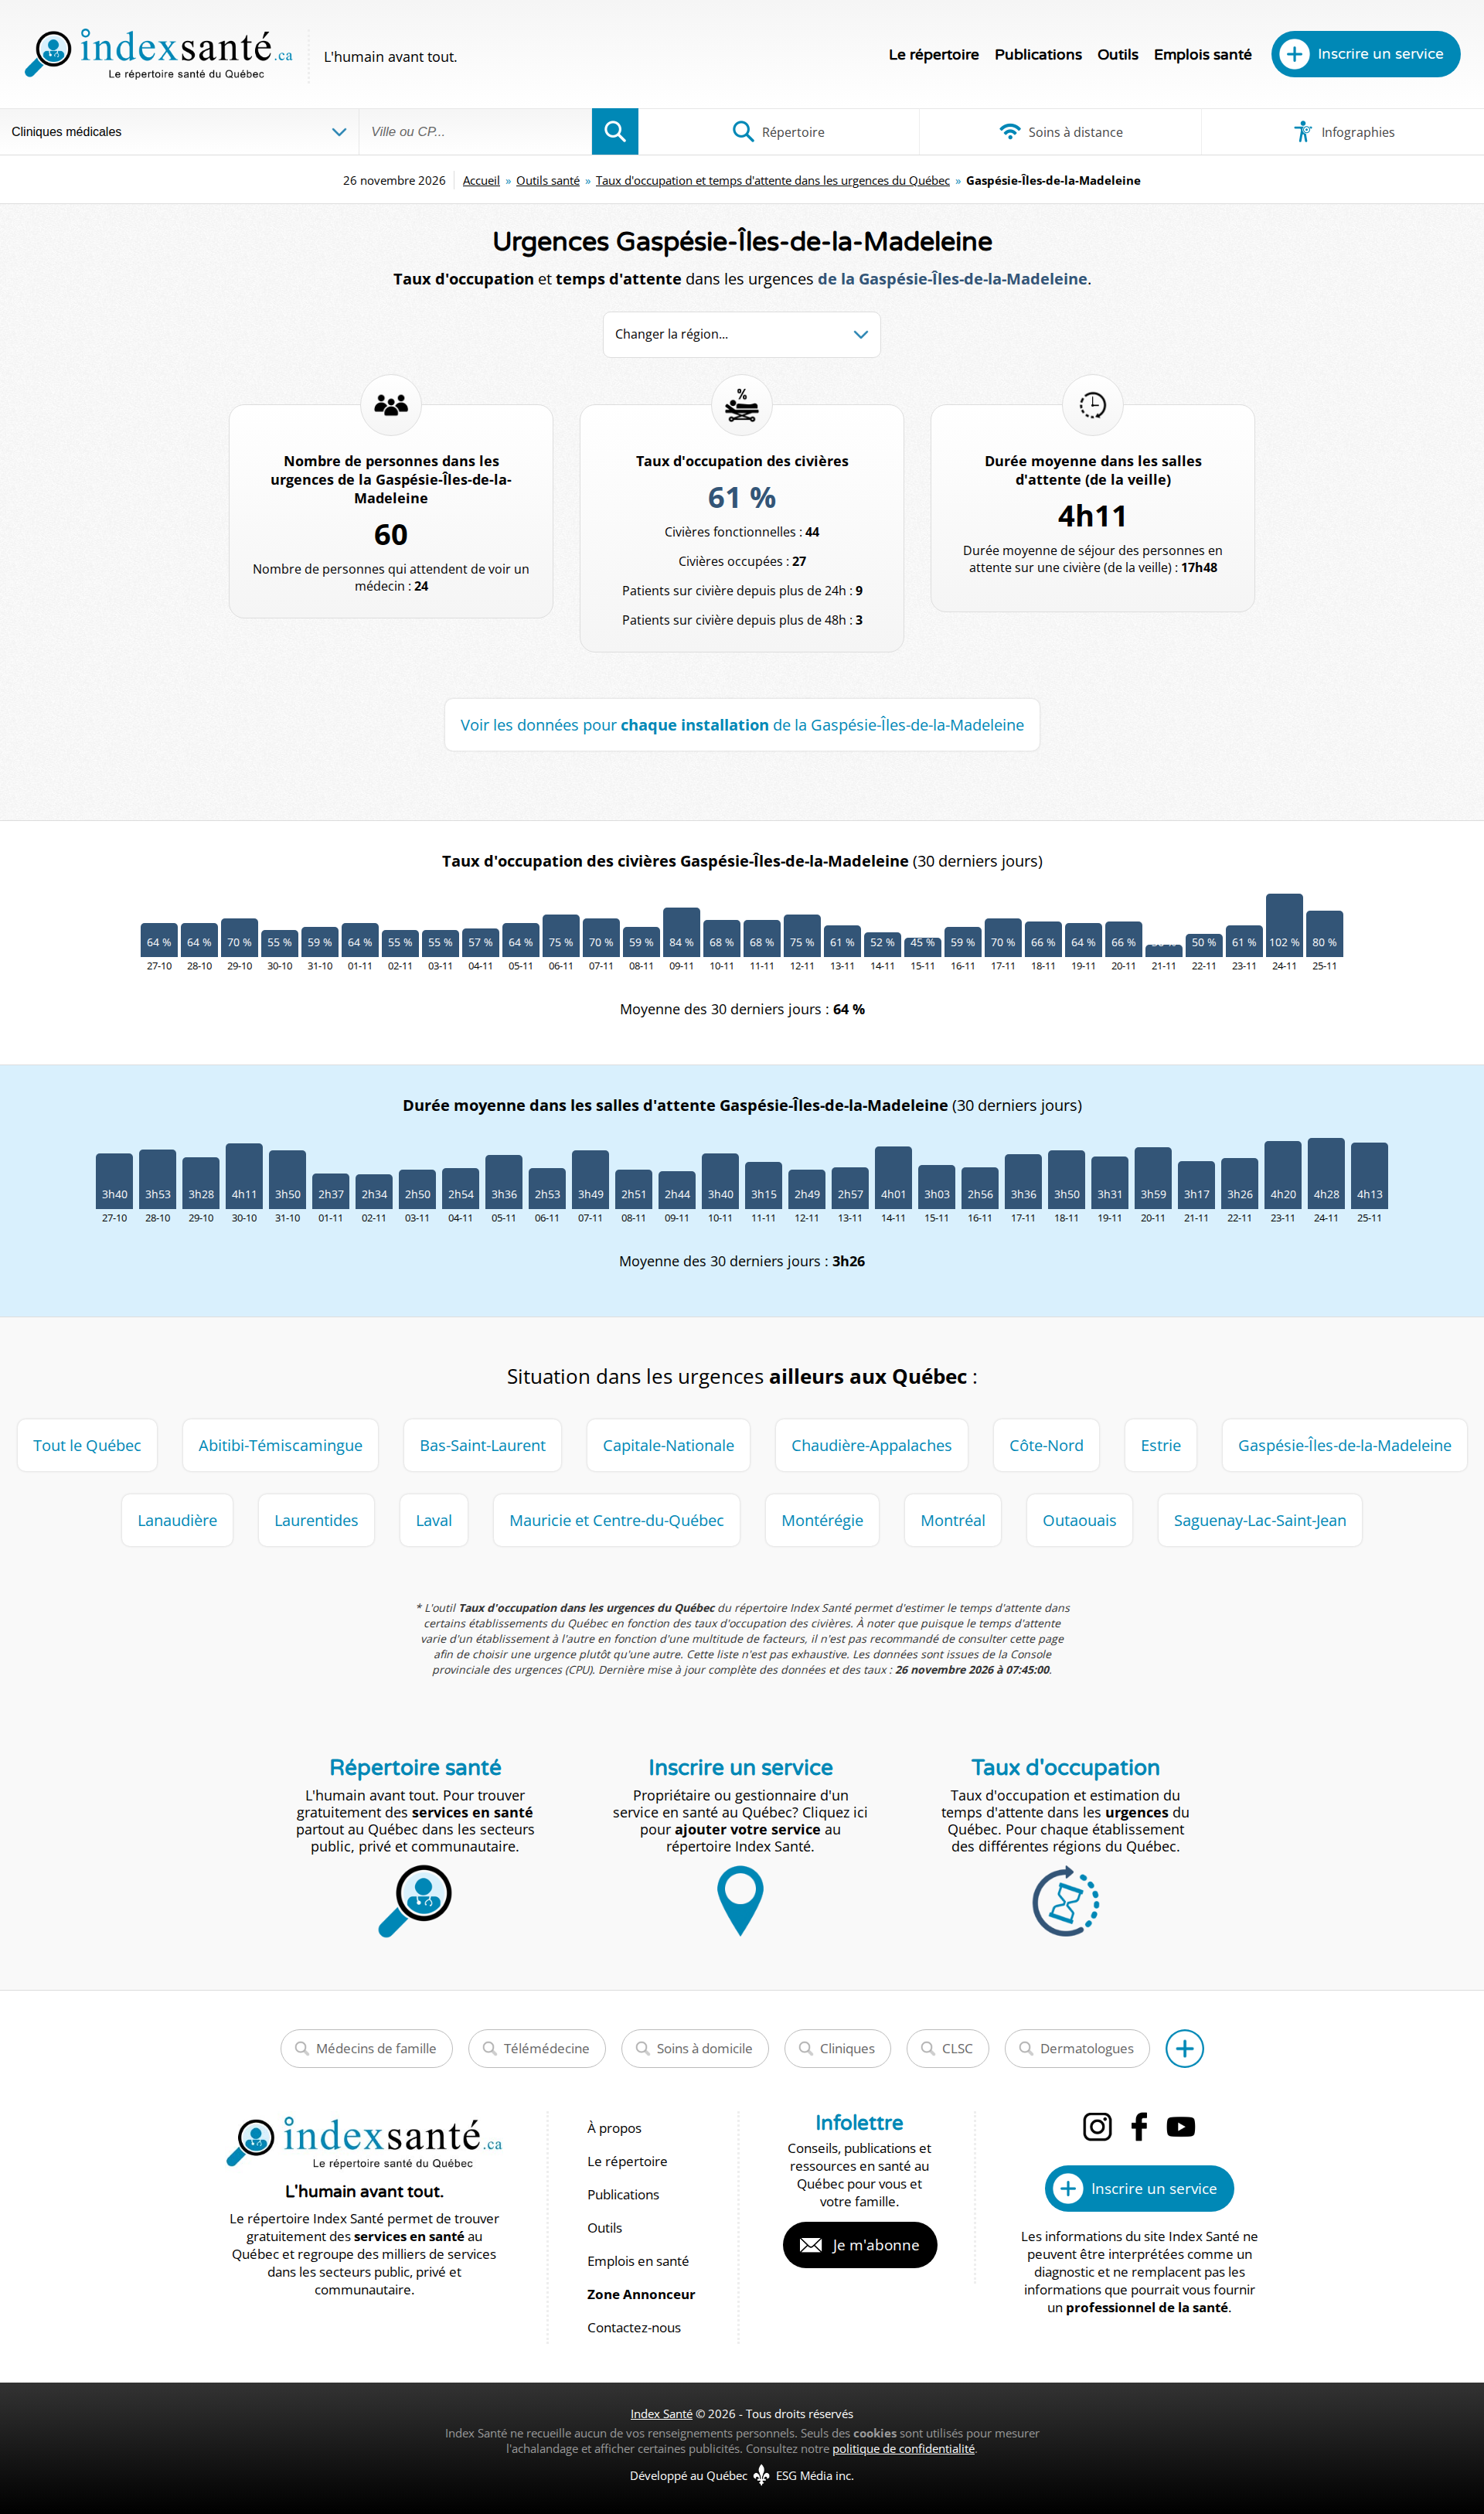 indexsanté.ca
Le répertoire santé du Québec
L'humain avant tout.
Le répertoire Publications Outils Emplois santé
Inscrire un service
Cliniques médicales
Ville ou CP...
Répertoire
Soins à distance
Infographies
26 novembre 2026 Accueil » Outils santé » Taux d'occupation et temps d'attente dans les urgences du Québec » Gaspésie-Îles-de-la-Madeleine
Urgences Gaspésie-Îles-de-la-Madeleine
Taux d'occupation et temps d'attente dans les urgences de la Gaspésie-Îles-de-la-Madeleine.
Changer la région...
Nombre de personnes dans les
urgences de la Gaspésie-Îles-de-la-
Madeleine
60
Nombre de personnes qui attendent de voir un
médecin : 24
%
Taux d'occupation des civières
61 %
Civières fonctionnelles : 44
Civières occupées : 27
Patients sur civière depuis plus de 24h : 9
Patients sur civière depuis plus de 48h : 3
Durée moyenne dans les salles
d'attente (de la veille)
4h11
Durée moyenne de séjour des personnes en
attente sur une civière (de la veille) : 17h48
Voir les données pour chaque installation de la Gaspésie-Îles-de-la-Madeleine
Taux d'occupation des civières Gaspésie-Îles-de-la-Madeleine (30 derniers jours)
64 % 64 % 70 % 55 % 59 % 64 % 55 % 55 % 57 % 64 % 75 % 70 % 59 % 84 % 68 % 68 % 75 % 61 % 52 % 45 % 59 % 70 % 66 % 64 % 66 % 50 % 61 % 102 % 80 %
27-10 28-10 29-10 30-10 31-10 01-11 02-11 03-11 04-11 05-11 06-11 07-11 08-11 09-11 10-11 11-11 12-11 13-11 14-11 15-11 16-11 17-11 18-11 19-11 20-11 21-11 22-11 23-11 24-11 25-11
Moyenne des 30 derniers jours : 64 %
Durée moyenne dans les salles d'attente Gaspésie-Îles-de-la-Madeleine (30 derniers jours)
3h40 3h53 3h28 4h11 3h50 2h37 2h34 2h50 2h54 3h36 2h53 3h49 2h51 2h44 3h40 3h15 2h49 2h57 4h01 3h03 2h56 3h36 3h50 3h31 3h59 3h17 3h26 4h20 4h28 4h13
27-10 28-10 29-10 30-10 31-10 01-11 02-11 03-11 04-11 05-11 06-11 07-11 08-11 09-11 10-11 11-11 12-11 13-11 14-11 15-11 16-11 17-11 18-11 19-11 20-11 21-11 22-11 23-11 24-11 25-11
Moyenne des 30 derniers jours : 3h26
Situation dans les urgences ailleurs aux Québec :
Tout le Québec Abitibi-Témiscamingue Bas-Saint-Laurent Capitale-Nationale Chaudière-Appalaches Côte-Nord Estrie Gaspésie-Îles-de-la-Madeleine
Lanaudière Laurentides Laval Mauricie et Centre-du-Québec Montérégie Montréal Outaouais Saguenay-Lac-Saint-Jean
* L'outil Taux d'occupation dans les urgences du Québec du répertoire Index Santé permet d'estimer le temps d'attente dans
certains établissements du Québec en fonction des taux d'occupation des civières. À noter que puisque le temps d'attente
varie d'un établissement à l'autre en fonction d'une multitude de facteurs, il n'est pas recommandé de consulter cette page
afin de choisir une urgence plutôt qu'une autre. Cette liste n'est pas exhaustive. Les données sont issues de la Console
provinciale des urgences (CPU). Dernière mise à jour complète des données et des taux : 26 novembre 2026 à 07:45:00.
Répertoire santé
L'humain avant tout. Pour trouver
gratuitement des services en santé
partout au Québec dans les secteurs
public, privé et communautaire.
Inscrire un service
Propriétaire ou gestionnaire d'un
service en santé au Québec? Cliquez ici
pour ajouter votre service au
répertoire Index Santé.
Taux d'occupation
Taux d'occupation et estimation du
temps d'attente dans les urgences du
Québec. Pour chaque établissement
des différentes régions du Québec.
Médecins de famille Télémédecine Soins à domicile Cliniques CLSC Dermatologues
indexsanté.ca
Le répertoire santé du Québec
L'humain avant tout.
Le répertoire Index Santé permet de trouver
gratuitement des services en santé au
Québec et regroupe des milliers de services
dans les secteurs public, privé et
communautaire.
À propos
Le répertoire
Publications
Outils
Emplois en santé
Zone Annonceur
Contactez-nous
Infolettre
Conseils, publications et
ressources en santé au
Québec pour vous et
votre famille.
Je m'abonne
Inscrire un service
Les informations du site Index Santé ne
peuvent être interprétées comme un
diagnostic et ne remplacent pas les
informations que pourrait vous fournir
un professionnel de la santé.
Index Santé © 2026 - Tous droits réservés
Index Santé ne recueille aucun de vos renseignements personnels. Seuls des cookies sont utilisés pour mesurer
l'achalandage et afficher certaines publicités. Consultez notre politique de confidentialité.
Développé au Québec ESG Média inc.